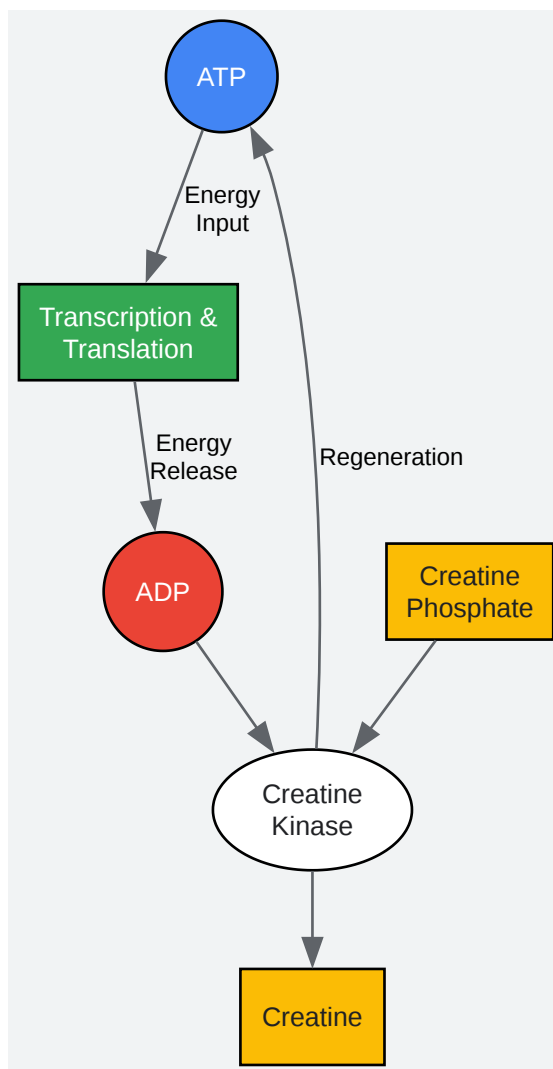 ATP
Energy
Input
Transcription &
Translation
Energy
Release
Regeneration
ADP
Creatine
Phosphate
Creatine
Kinase
Creatine